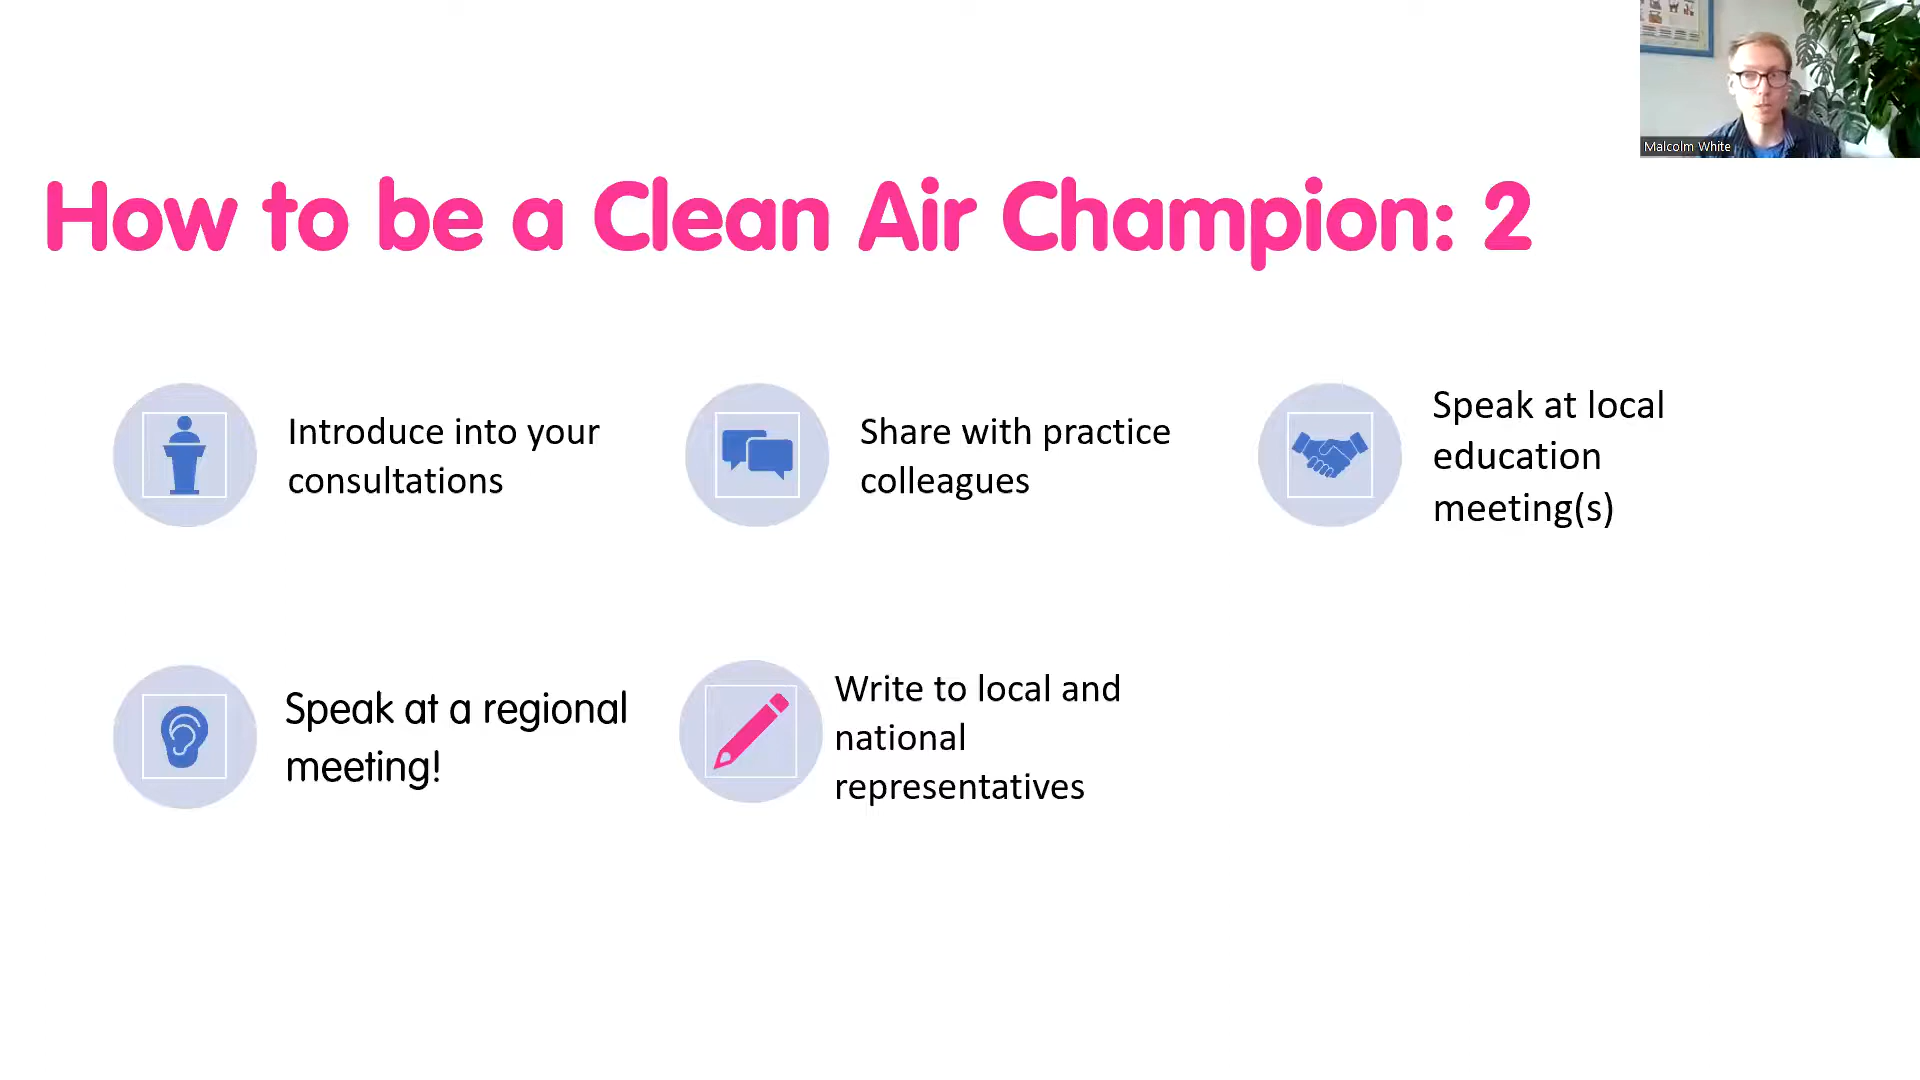 Malcolm White
How to be a Clean Air Champion: 2
Introduce into your
consultations
Share with practice
colleagues
Speak at local
education
meeting(s)
Speak at a regional
meeting!
Write to local and
national
representatives